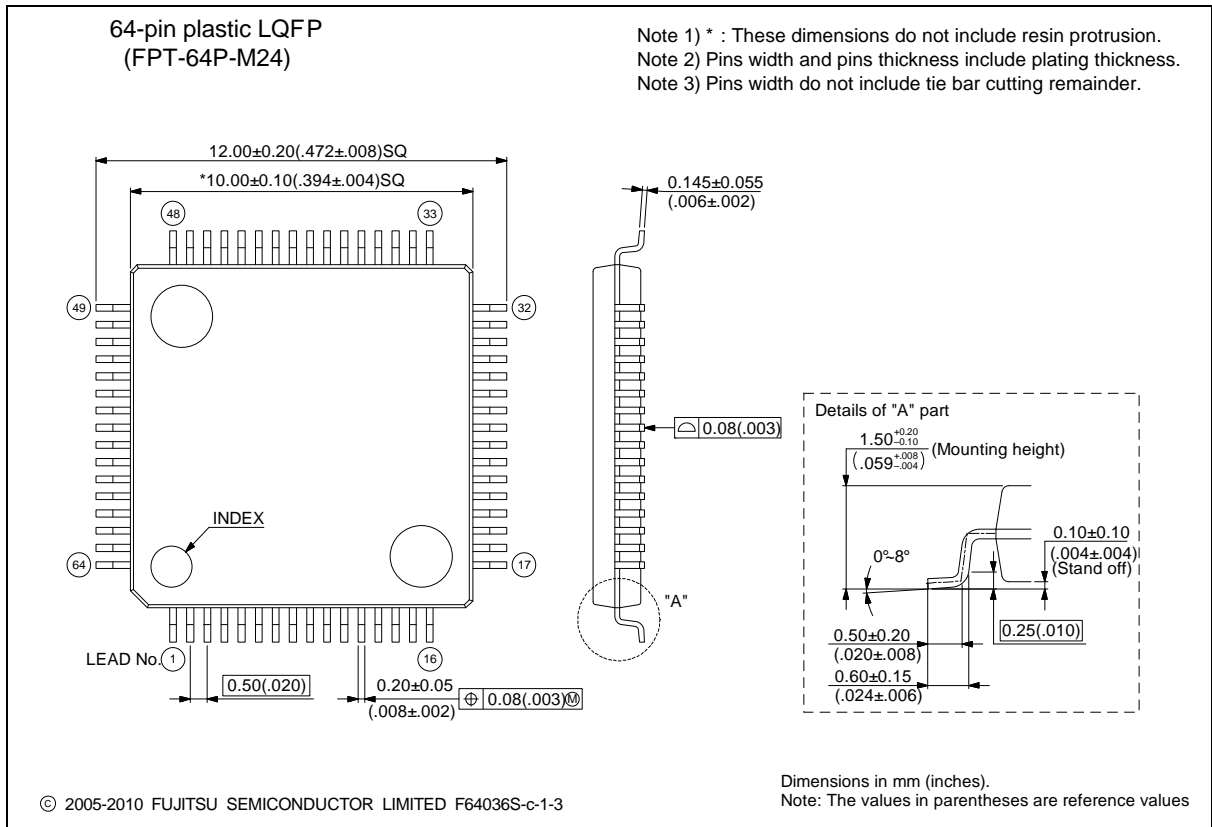 64-pin plastic LQFP
(FPT-64P-M24)
Note 1) * : These dimensions do not include resin protrusion.
Note 2) Pins width and pins thickness include plating thickness.
Note 3) Pins width do not include tie bar cutting remainder.
12.00±0.20(.472±.008)SQ
*10.00±0.10(.394±.004)SQ
0.145±0.055
(.006±.002)
48
33
49
32
0.08(.003)
INDEX
64
17
"A"
LEAD No.
1
16
0.50(.020)
0.20±0.05
(.008±.002)
⌖ 0.08(.003)Ⓜ
Details of "A" part
1.50 +0.20 -0.10
(.059 +.008 -.004)
(Mounting height)
0°~8°
0.10±0.10
(.004±.004)
(Stand off)
0.25(.010)
0.50±0.20
(.020±.008)
0.60±0.15
(.024±.006)
© 2005-2010 FUJITSU SEMICONDUCTOR LIMITED F64036S-c-1-3
Dimensions in mm (inches).
Note: The values in parentheses are reference values